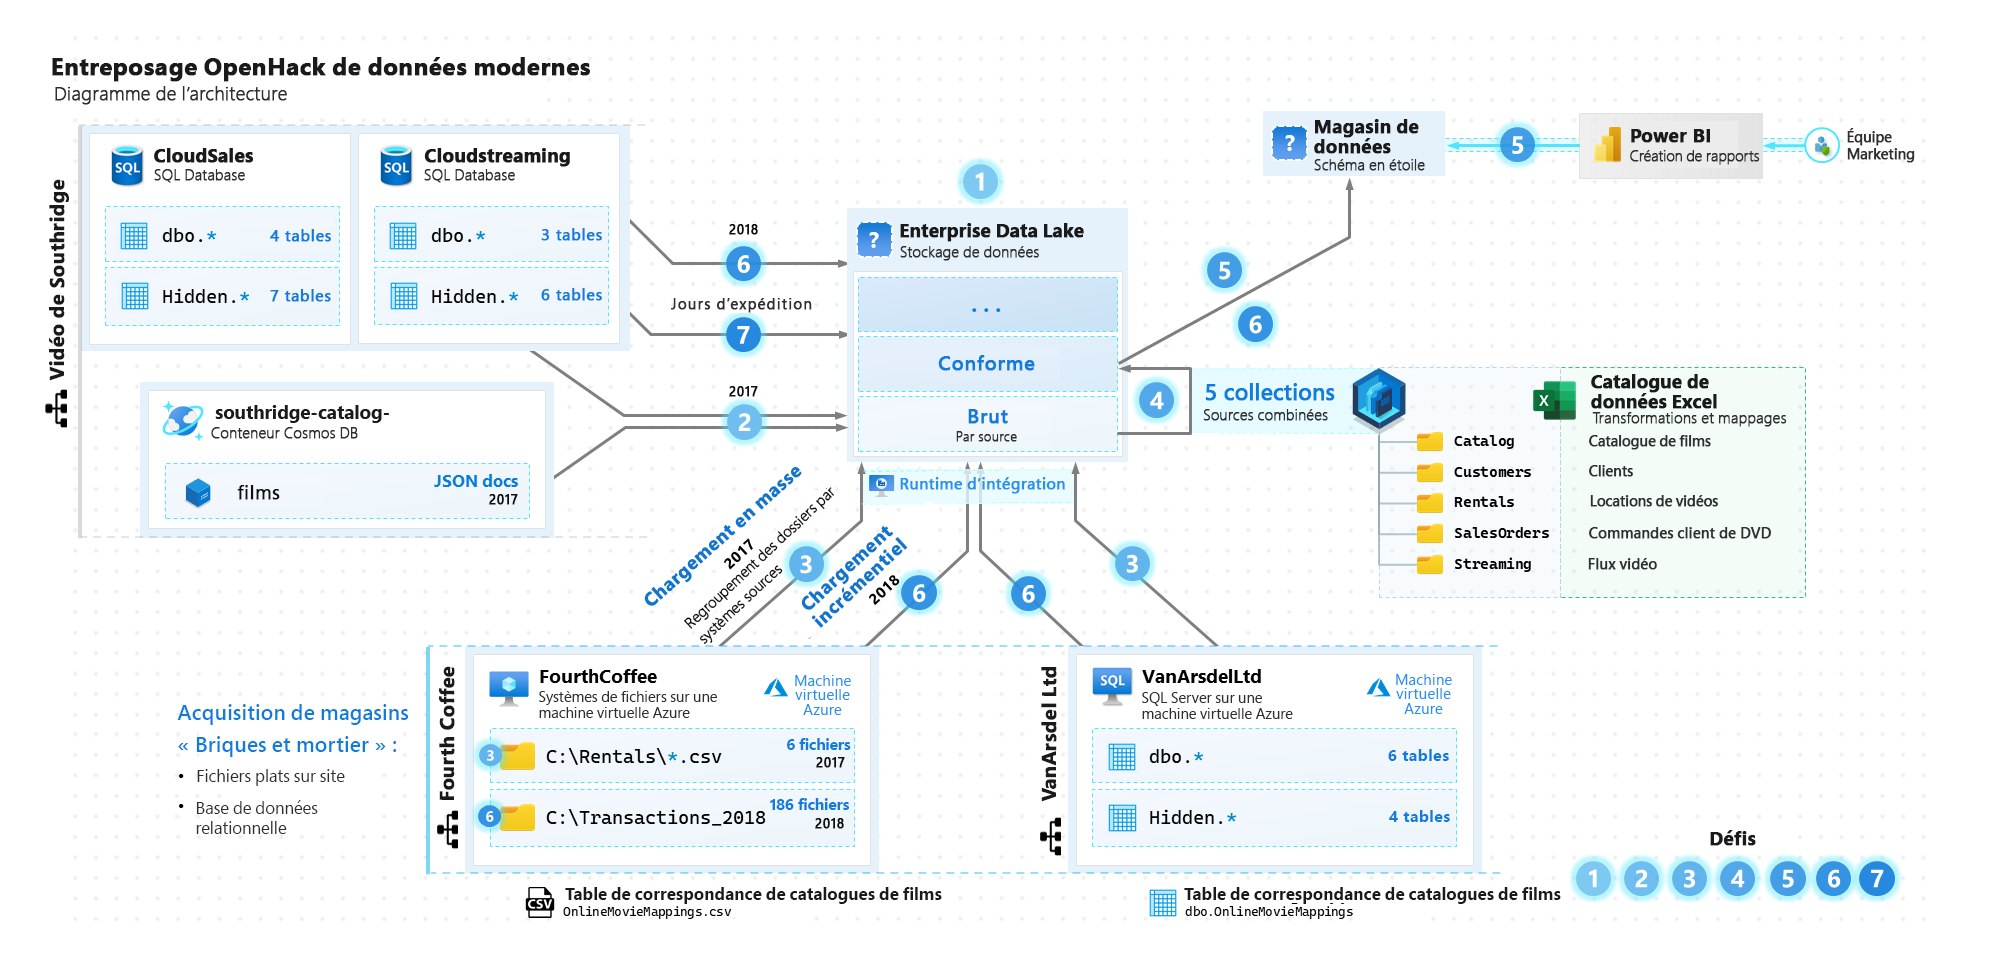 Entreposage OpenHack de données modernes
Diagramme de l'architecture
Vidéo de Southridge
SQL
CloudSales
SQL Database
dbo.*
4 tables
Hidden.*
7 tables
SQL
Cloudstreaming
SQL Database
dbo.*
3 tables
Hidden.*
6 tables
southridge-catalog-
Conteneur Cosmos DB
films
JSON docs
2017
2018
6
Jours d'expédition
7
2017
2
1
?
Enterprise Data Lake
Stockage de données
...
Conforme
Brut
Par source
Runtime d'intégration
?
Magasin de
données
Schéma en étoile
5
Power BI
Création de rapports
Équipe
Marketing
5
6
4
5 collections
Sources combinées
X
Catalogue de
données Excel
Transformations et mappages
Catalog
Catalogue de films
Customers
Clients
Rentals
Locations de vidéos
SalesOrders
Commandes client de DVD
Streaming
Flux vidéo
Chargement en masse
2017
Regroupement des dossiers par
systèmes sources
3
Chargement
incrémentiel
2018
6
6
3
Acquisition de magasins
« Briques et mortier » :
• Fichiers plats sur site
• Base de données
relationnelle
Fourth Coffee
FourthCoffee
Systèmes de fichiers sur une
machine virtuelle Azure
Machine
virtuelle
Azure
3
C:\Rentals\*.csv
6 fichiers
2017
6
C:\Transactions_2018
186 fichiers
2018
VanArsdel Ltd
SQL
VanArsdelLtd
SQL Server sur une
machine virtuelle Azure
Machine
virtuelle
Azure
dbo.*
6 tables
Hidden.*
4 tables
CSV
Table de correspondance de catalogues de films
OnlineMovieMappings.csv
Table de correspondance de catalogues de films
dbo.OnlineMovieMappings
Défis
1 2 3 4 5 6 7